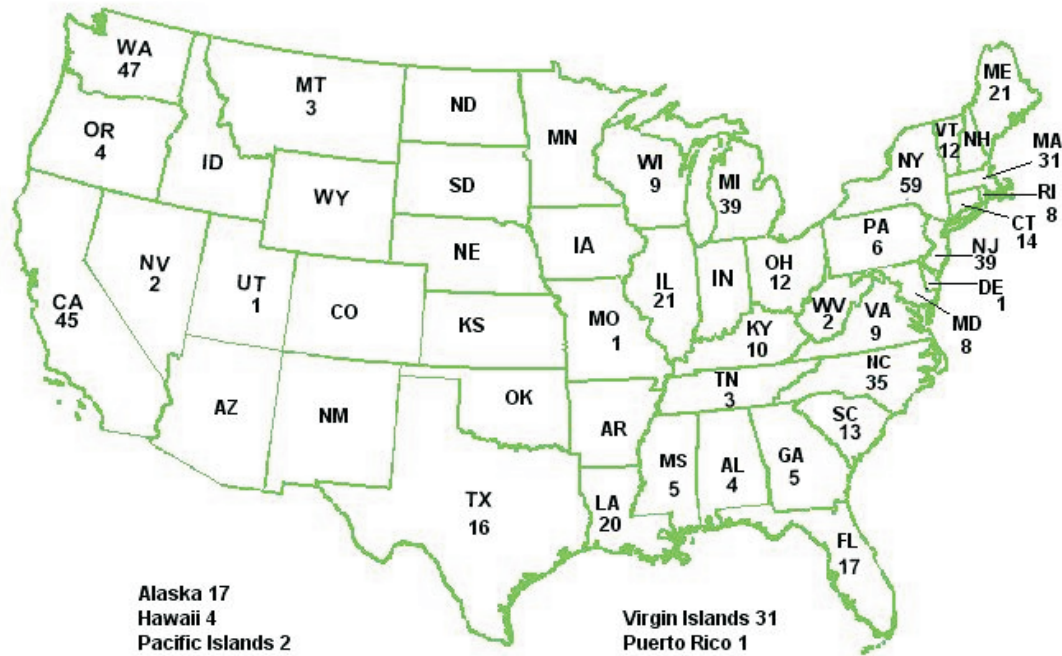 WA
47
MT
3
ND
MN
ME
21
OR
4
ID
WY
SD
WI
9
MI
39
NY
59
VT
12
NH
MA
31
RI
8
CT
14
NV
2
UT
1
CO
NE
IA
PA
6
NJ
39
DE
1
MD
8
CA
45
KS
MO
1
IL
21
IN
OH
12
WV
2
VA
9
KY
10
NC
35
TN
3
SC
13
AZ
NM
OK
AR
MS
5
AL
4
GA
5
TX
16
LA
20
FL
17
Alaska 17
Hawaii 4
Pacific Islands 2
Virgin Islands 31
Puerto Rico 1